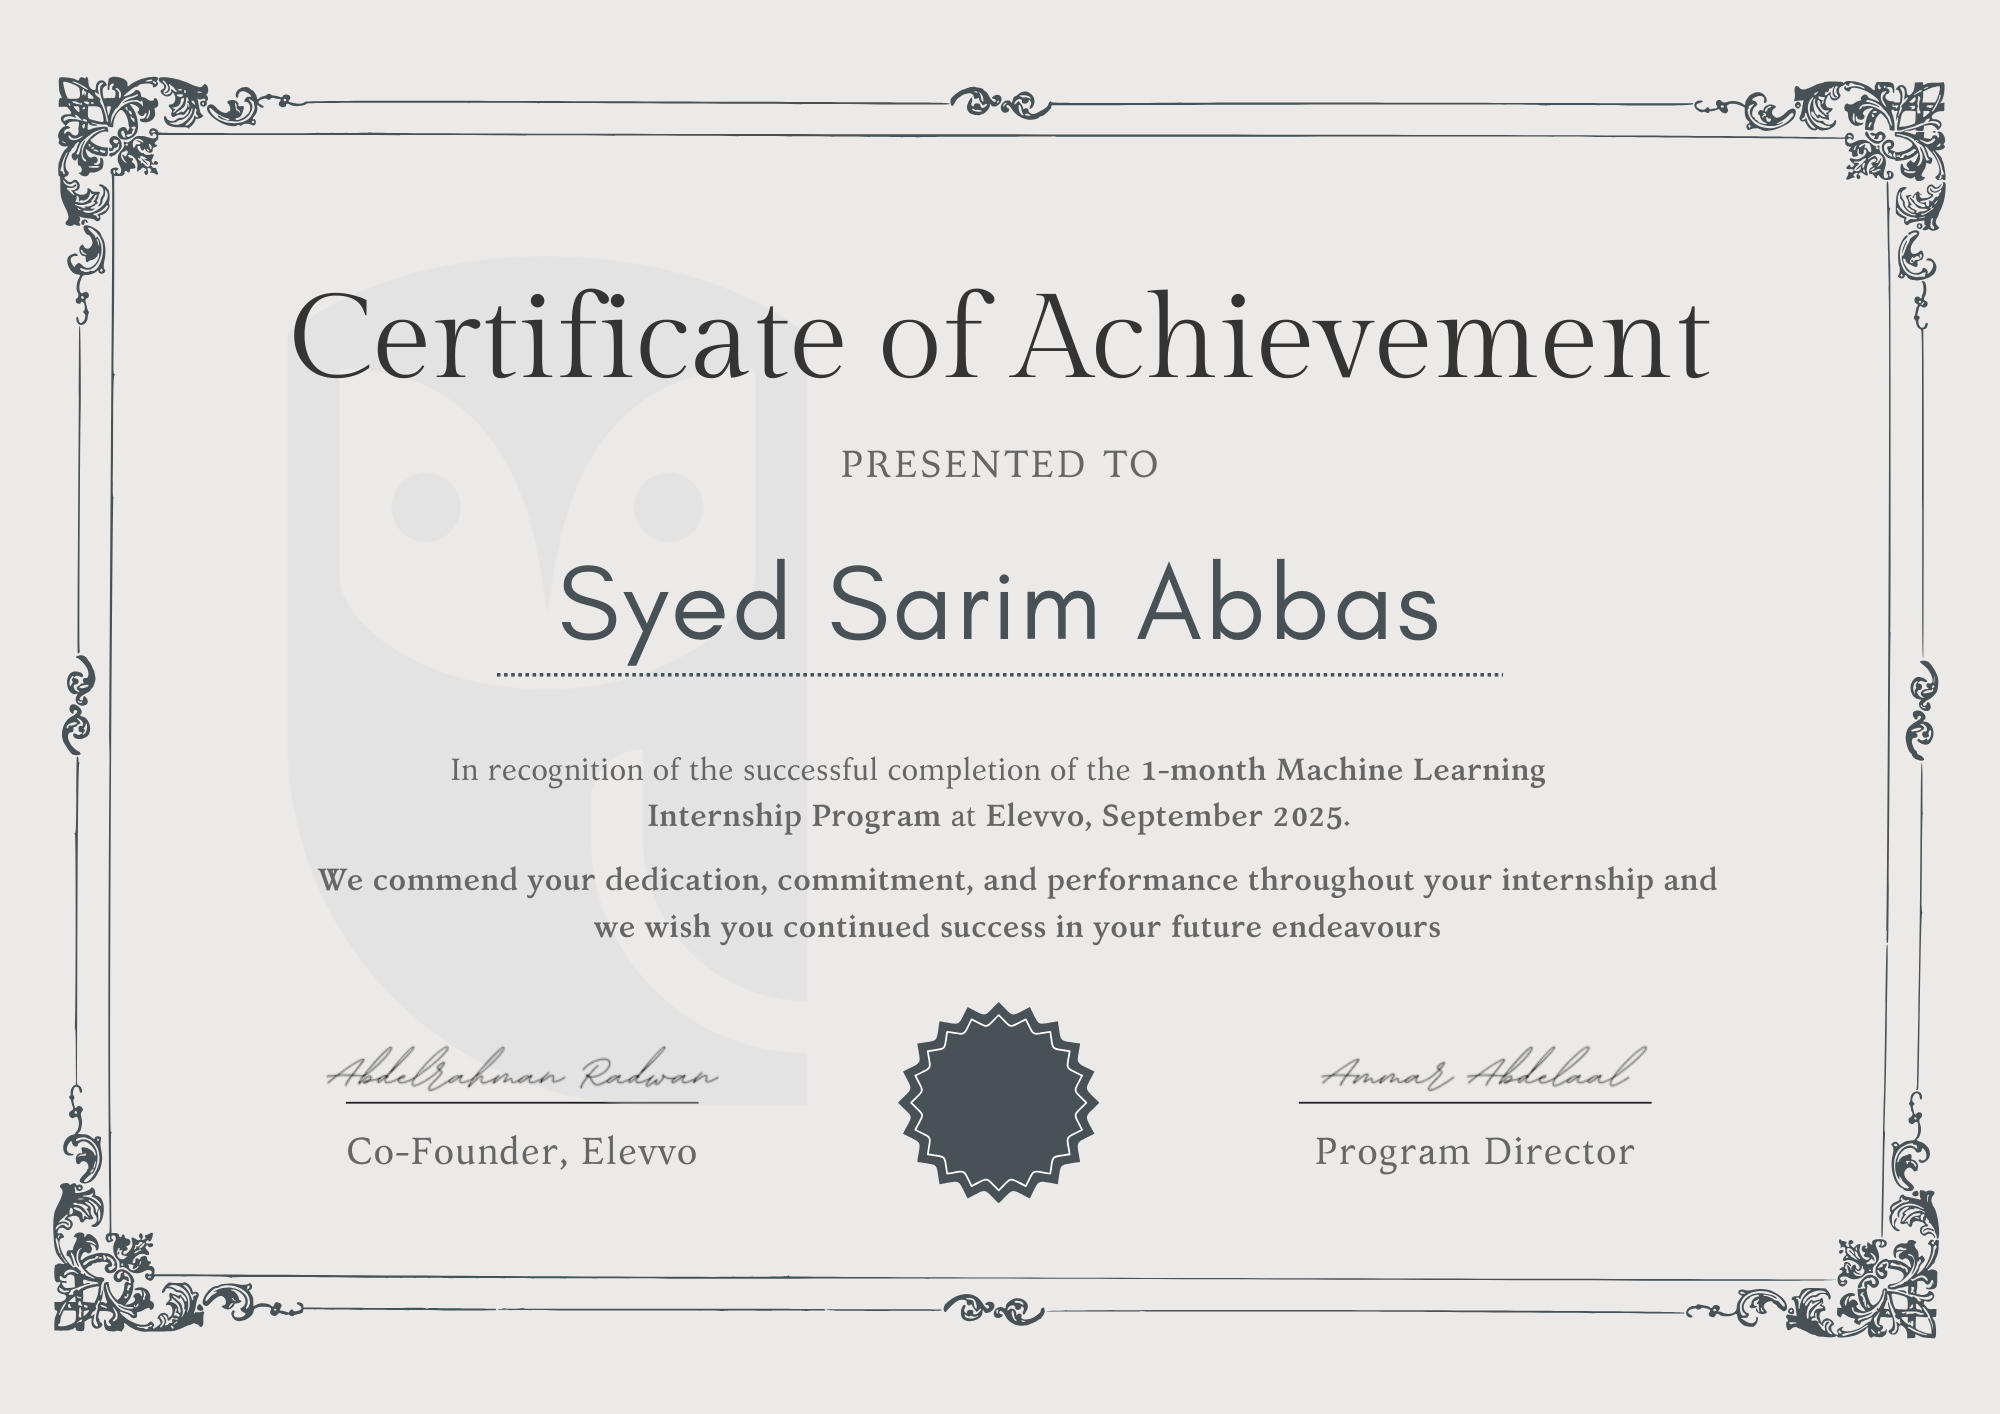 Certificate of Achievement
PRESENTED TO
Syed Sarim Abbas
In recognition of the successful completion of the 1-month Machine Learning
Internship Program at Elevvo, September 2025.
We commend your dedication, commitment, and performance throughout your internship and
we wish you continued success in your future endeavours
Abdelrahman Radwan
Ammar Abdelaal
Co-Founder, Elevvo
Program Director